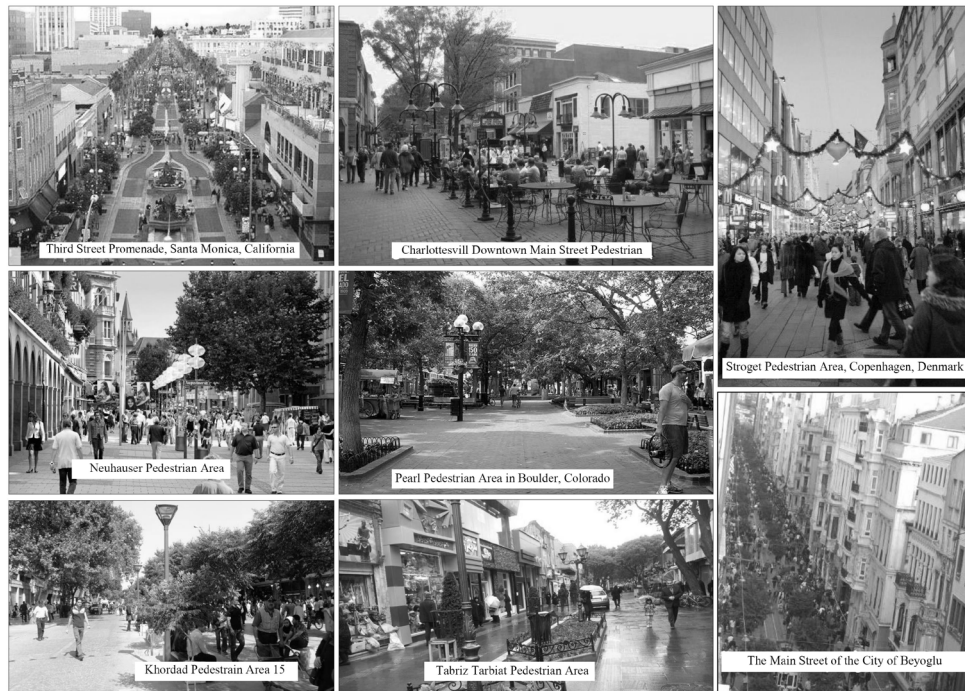 Third Street Promenade, Santa Monica, California
Charlottesvill Downtown Main Street Pedestrian
Stroget Pedestrian Area, Copenhagen, Denmark
Neuhauser Pedestrian Area
Pearl Pedestrian Area in Boulder, Colorado
Khordad Pedestrain Area 15
Tabriz Tarbiat Pedestrian Area
The Main Street of the City of Beyoglu